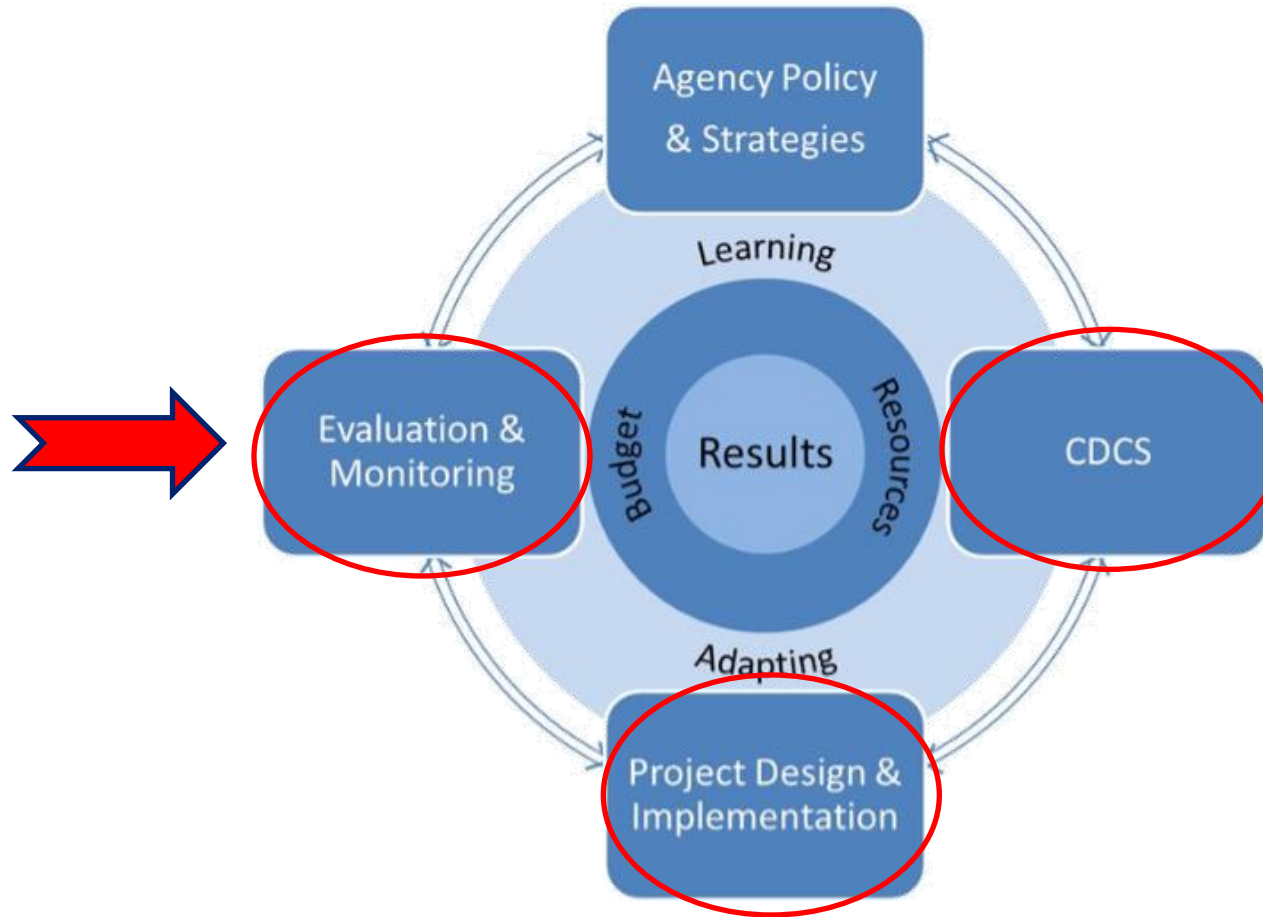 Agency Policy
& Strategies
Learning
Evaluation &
Monitoring
Budget
Results
Resources
CDCS
Adapting
Project Design &
Implementation